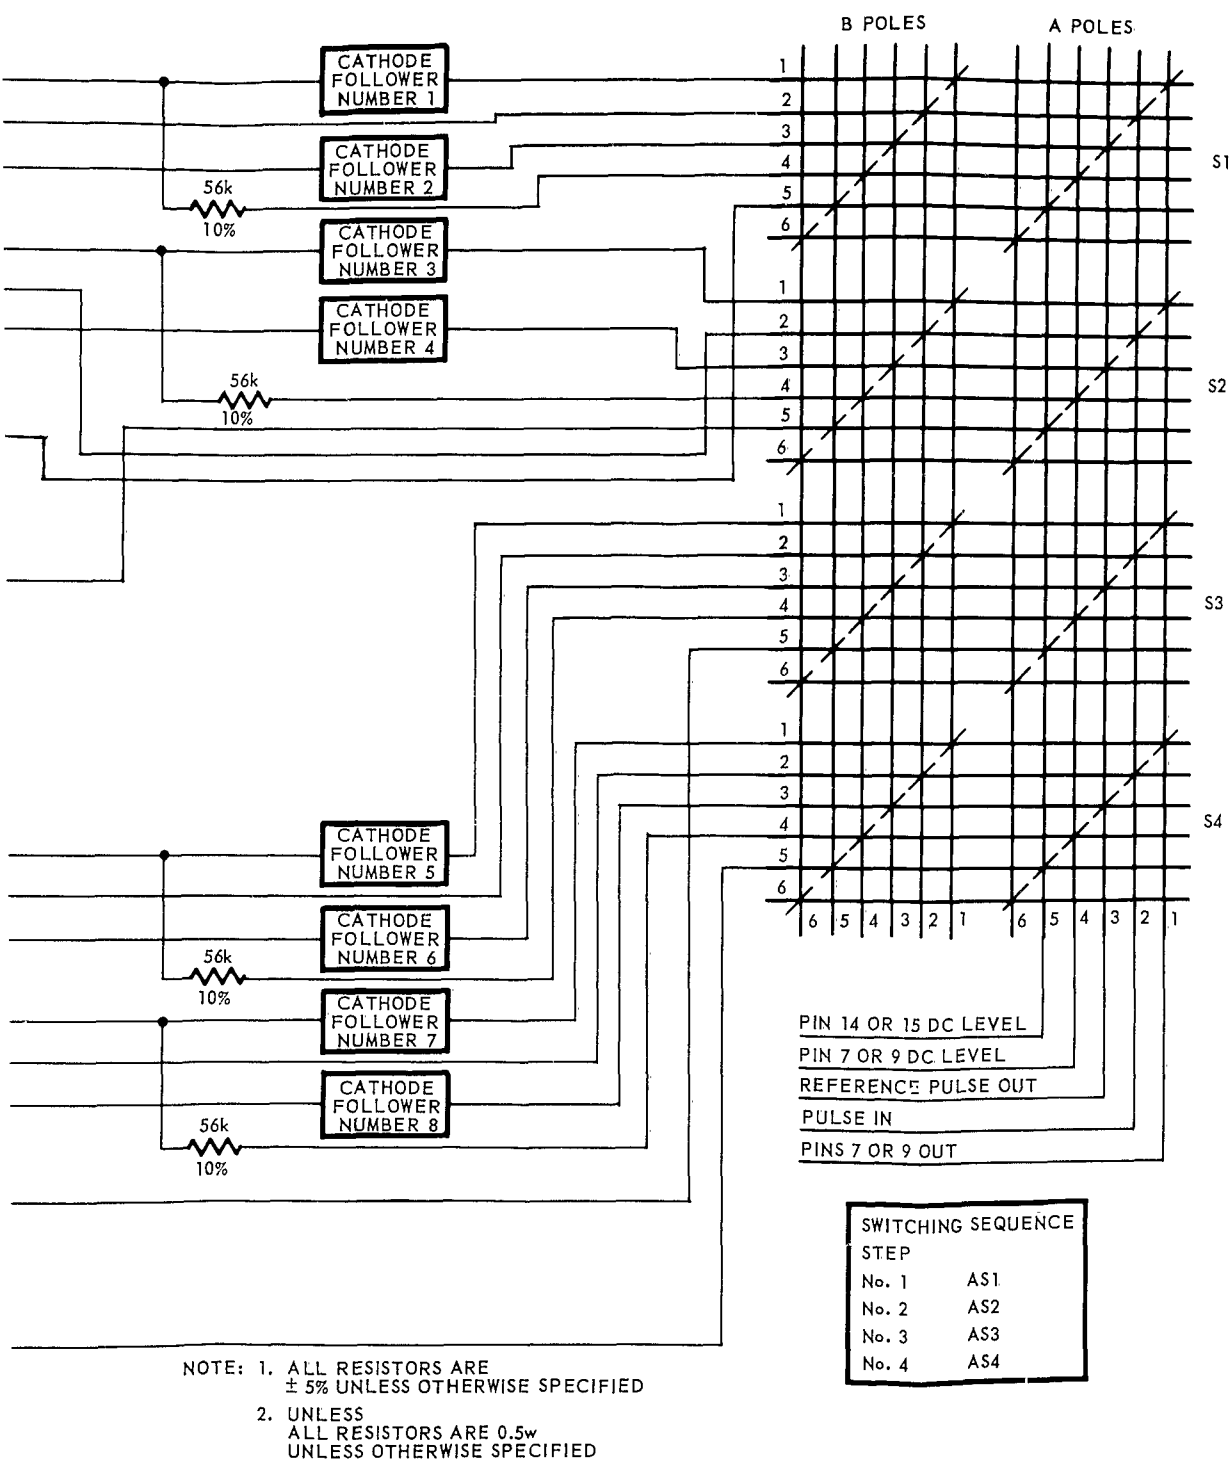 B POLES
A POLES
CATHODE
FOLLOWER
NUMBER 1
CATHODE
FOLLOWER
NUMBER 2
56k
10%
CATHODE
FOLLOWER
NUMBER 3
CATHODE
FOLLOWER
NUMBER 4
56k
10%
1
2
3
4
5
6
S1
1
2
3
4
5
6
S2
1
2
3
4
5
6
S3
1
2
3
4
5
6
S4
6 5 4 3 2 1 6 5 4 3 2 1
CATHODE
FOLLOWER
NUMBER 5
CATHODE
FOLLOWER
NUMBER 6
56k
10%
CATHODE
FOLLOWER
NUMBER 7
CATHODE
FOLLOWER
NUMBER 8
56k
10%
PIN 14 OR 15 DC LEVEL
PIN 7 OR 9 DC LEVEL
REFERENCE PULSE OUT
PULSE IN
PINS 7 OR 9 OUT
SWITCHING SEQUENCE
STEP
No. 1 AS1
No. 2 AS2
No. 3 AS3
No. 4 AS4
NOTE: 1. ALL RESISTORS ARE
± 5% UNLESS OTHERWISE SPECIFIED
2. UNLESS
ALL RESISTORS ARE 0.5w
UNLESS OTHERWISE SPECIFIED